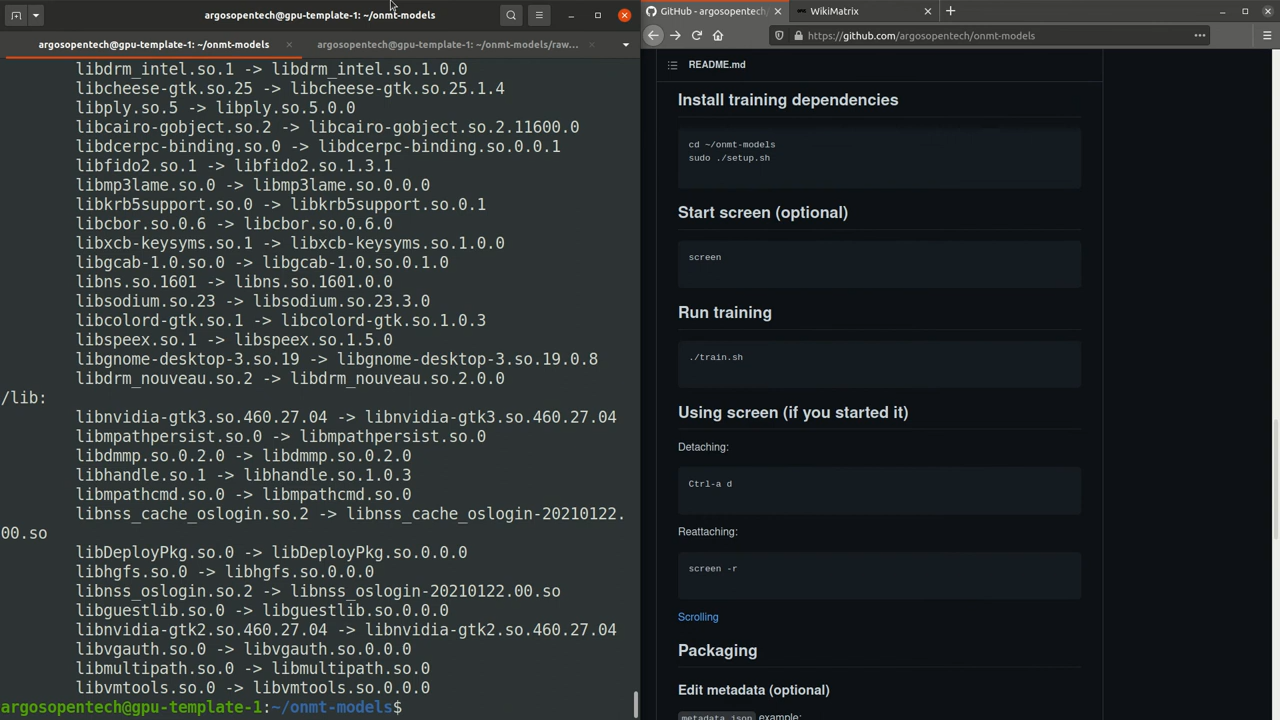 argosopentech@gpu-template-1: ~/onmt-models
argosopentech@gpu-template-1: ~/onmt-models
argosopentech@gpu-template-1: ~/onmt-models/raw...
libdrm_intel.so.1 -> libdrm_intel.so.1.0.0
libcheese-gtk.so.25 -> libcheese-gtk.so.25.1.4
libply.so.5 -> libply.so.5.0.0
libcairo-gobject.so.2 -> libcairo-gobject.so.2.11600.0
libdcerpc-binding.so.0 -> libdcerpc-binding.so.0.0.1
libfido2.so.1 -> libfido2.so.1.3.1
libmp3lame.so.0 -> libmp3lame.so.0.0.0
libkrb5support.so.0 -> libkrb5support.so.0.1
libcbor.so.0.6 -> libcbor.so.0.6.0
libxcb-keysyms.so.1 -> libxcb-keysyms.so.1.0.0
libgcab-1.0.so.0 -> libgcab-1.0.so.0.1.0
libns.so.1601 -> libns.so.1601.0.0
libsodium.so.23 -> libsodium.so.23.3.0
libcolord-gtk.so.1 -> libcolord-gtk.so.1.0.3
libspeex.so.1 -> libspeex.so.1.5.0
libgnome-desktop-3.so.19 -> libgnome-desktop-3.so.19.0.8
libdrm_nouveau.so.2 -> libdrm_nouveau.so.2.0.0
/lib:
libnvidia-gtk3.so.460.27.04 -> libnvidia-gtk3.so.460.27.04
libmpathpersist.so.0 -> libmpathpersist.so.0
libdmmp.so.0.2.0 -> libdmmp.so.0.2.0
libhandle.so.1 -> libhandle.so.1.0.3
libmpathcmd.so.0 -> libmpathcmd.so.0
libnss_cache_oslogin.so.2 -> libnss_cache_oslogin-20210122.
00.so
libDeployPkg.so.0 -> libDeployPkg.so.0.0.0
libhgfs.so.0 -> libhgfs.so.0.0.0
libnss_oslogin.so.2 -> libnss_oslogin-20210122.00.so
libguestlib.so.0 -> libguestlib.so.0.0.0
libnvidia-gtk2.so.460.27.04 -> libnvidia-gtk2.so.460.27.04
libvgauth.so.0 -> libvgauth.so.0.0.0
libmultipath.so.0 -> libmultipath.so.0
libvmtools.so.0 -> libvmtools.so.0.0.0
argosopentech@gpu-template-1:~/onmt-models$
GitHub - argosopentech/
WikiMatrix
https://github.com/argosopentech/onmt-models
README.md
Install training dependencies
cd ~/onmt-models
sudo ./setup.sh
Start screen (optional)
screen
Run training
./train.sh
Using screen (if you started it)
Detaching:
Ctrl-a d
Reattaching:
screen -r
Scrolling
Packaging
Edit metadata (optional)
metadata.json example: